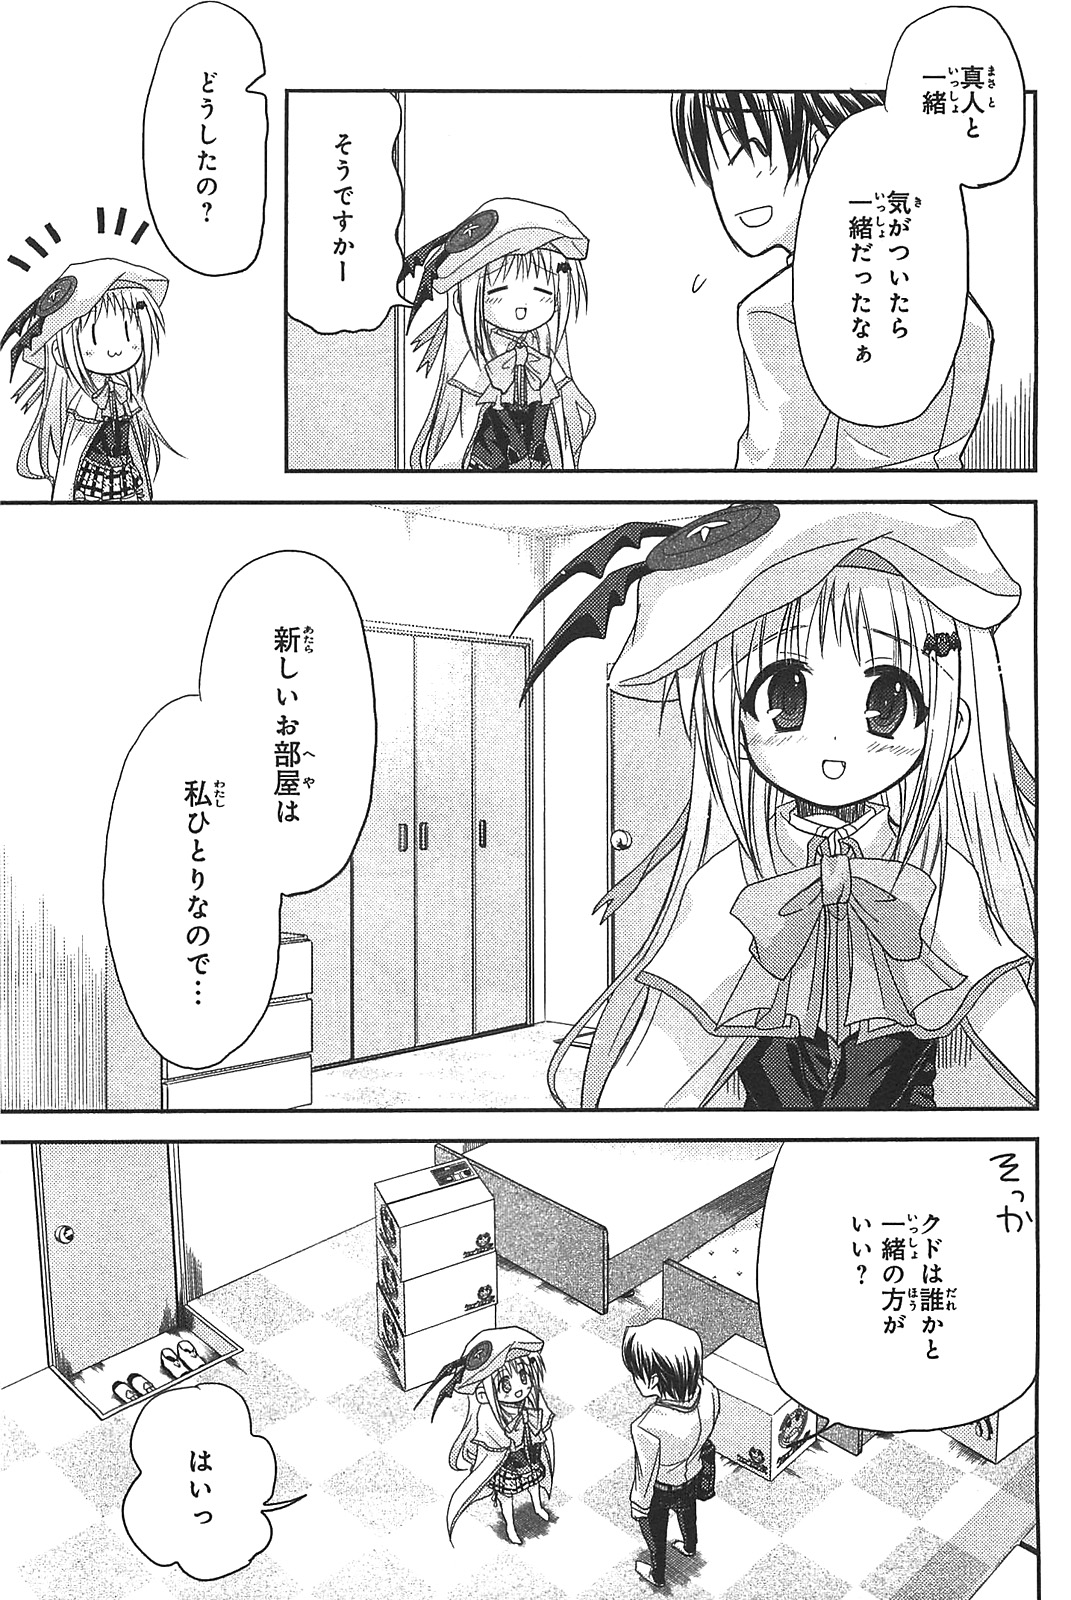 真人と
一緒
気がついたら
一緒だったなぁ
そうですかー
どうしたの?
新しいお部屋は
私ひとりなので…
そっか
クドは誰かと
一緒の方が
いい?
はいっ